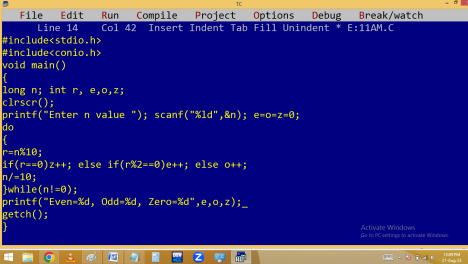 TC
File Edit Run Compile Project Options Debug Break/watch
Line 14 Col 42 Insert Indent Tab Fill Unindent * E:11AM.C
#include<stdio.h>
#include<conio.h>
void main()
{
long n; int r, e,o,z;
clrscr();
printf("Enter n value "); scanf("%ld",&n); e=o=z=0;
do
{
r=n%10;
if(r==0)z++; else if(r%2==0)e++; else o++;
n/=10;
}while(n!=0);
printf("Even=%d, Odd=%d, Zero=%d",e,o,z);_
getch();
}
Activate Windows
Go to PC settings to activate Windows.